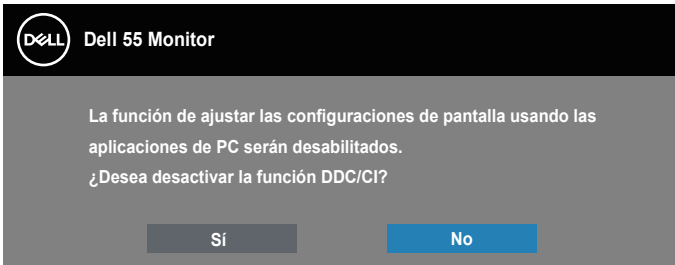 DELL
Dell 55 Monitor
La función de ajustar las configuraciones de pantalla usando las
aplicaciones de PC serán desabilitados.
¿Desea desactivar la función DDC/CI?
Sí
No